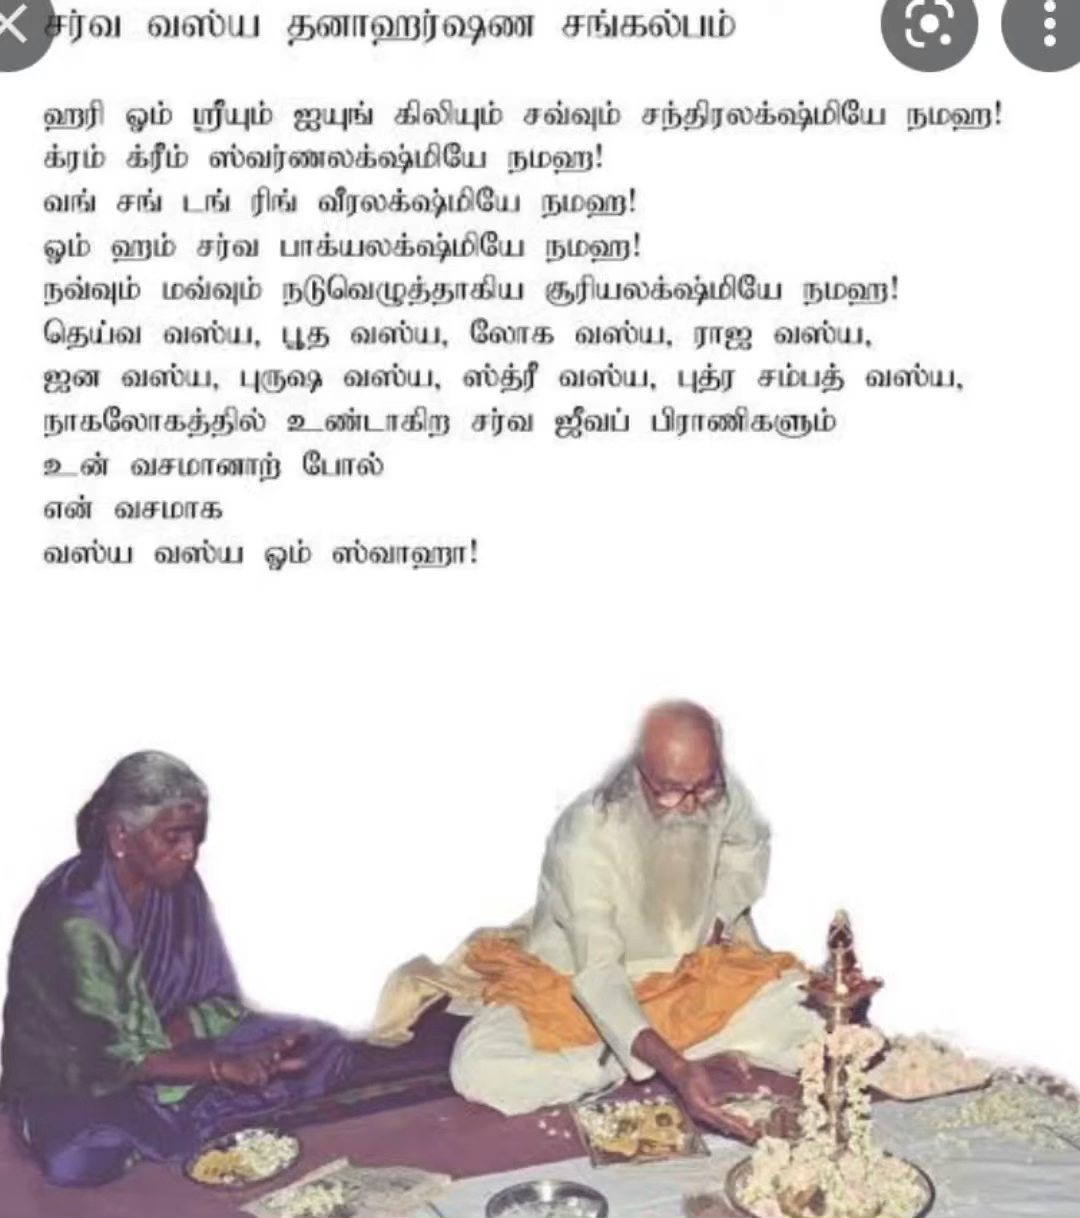 சர்வ வஸ்ய தனாஹர்ஷண சங்கல்பம்
ஹரி ஓம் ஸ்ரீயும் ஐயுங் கிலியும் சவ்வும் சந்திரலக்ஷ்மியே நமஹ!
க்ரம் க்ரீம் ஸ்வர்ணலக்ஷ்மியே நமஹ!
வங் சங் டங் ரிங் வீரலக்ஷ்மியே நமஹ!
ஓம் ஹம் சர்வ பாக்யலக்ஷ்மியே நமஹ!
நவ்வும் மவ்வும் நடுவெழுத்தாகிய சூரியலக்ஷ்மியே நமஹ!
தெய்வ வஸ்ய, பூத வஸ்ய, லோக வஸ்ய, ராஜ வஸ்ய,
ஜன வஸ்ய, புருஷ வஸ்ய, ஸ்த்ரீ வஸ்ய, புத்ர சம்பத் வஸ்ய,
நாகலோகத்தில் உண்டாகிற சர்வ ஜீவப் பிராணிகளும்
உன் வசமானாற் போல்
என் வசமாக
வஸ்ய வஸ்ய ஓம் ஸ்வாஹா!